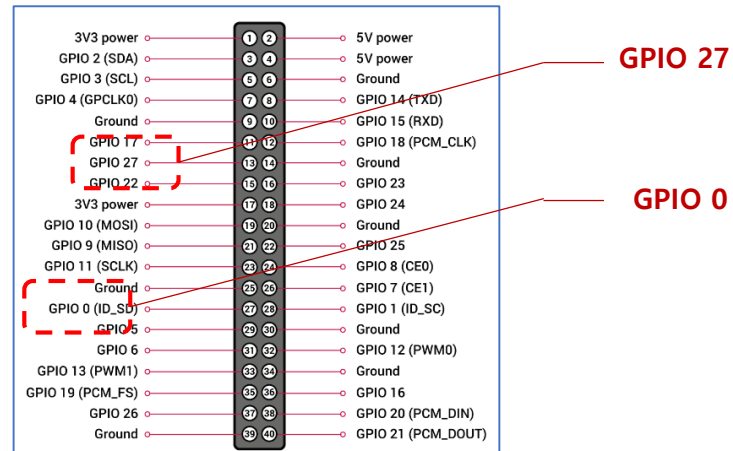 3V3 power 1 2 5V power
GPIO 2 (SDA) 3 4 5V power
GPIO 3 (SCL) 5 6 Ground
GPIO 4 (GPCLK0) 7 8 GPIO 14 (TXD)
Ground 9 10 GPIO 15 (RXD)
GPIO 17 11 12 GPIO 18 (PCM_CLK)
GPIO 27 13 14 Ground
GPIO 22 15 16 GPIO 23
3V3 power 17 18 GPIO 24
GPIO 10 (MOSI) 19 20 Ground
GPIO 9 (MISO) 21 22 GPIO 25
GPIO 11 (SCLK) 23 24 GPIO 8 (CE0)
Ground 25 26 GPIO 7 (CE1)
GPIO 0 (ID_SD) 27 28 GPIO 1 (ID_SC)
GPIO 5 29 30 Ground
GPIO 6 31 32 GPIO 12 (PWM0)
GPIO 13 (PWM1) 33 34 Ground
GPIO 19 (PCM_FS) 35 36 GPIO 16
GPIO 26 37 38 GPIO 20 (PCM_DIN)
Ground 39 40 GPIO 21 (PCM_DOUT)
GPIO 27
GPIO 0